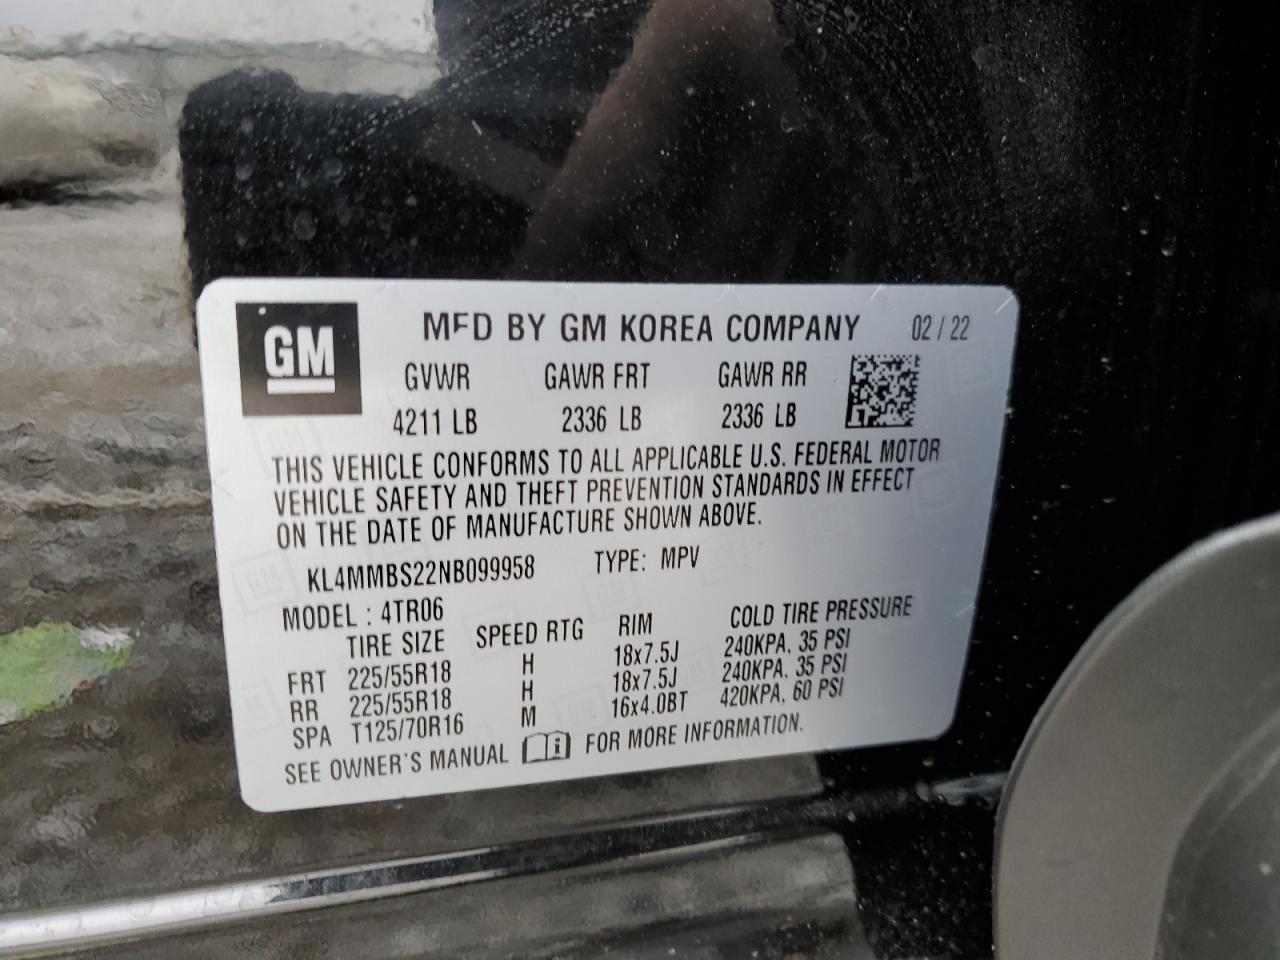 GM
MFD BY GM KOREA COMPANY 02 / 22
GVWR GAWR FRT GAWR RR
4211 LB 2336 LB 2336 LB
THIS VEHICLE CONFORMS TO ALL APPLICABLE U.S. FEDERAL MOTOR
VEHICLE SAFETY AND THEFT PREVENTION STANDARDS IN EFFECT
ON THE DATE OF MANUFACTURE SHOWN ABOVE.
KL4MMBS22NB099958 TYPE: MPV
MODEL : 4TR06
TIRE SIZE SPEED RTG RIM COLD TIRE PRESSURE
FRT 225/55R18 H 18x7.5J 240KPA, 35 PSI
RR 225/55R18 H 18x7.5J 240KPA, 35 PSI
SPA T125/70R16 M 16x4.0BT 420KPA, 60 PSI
SEE OWNER'S MANUAL i FOR MORE INFORMATION.